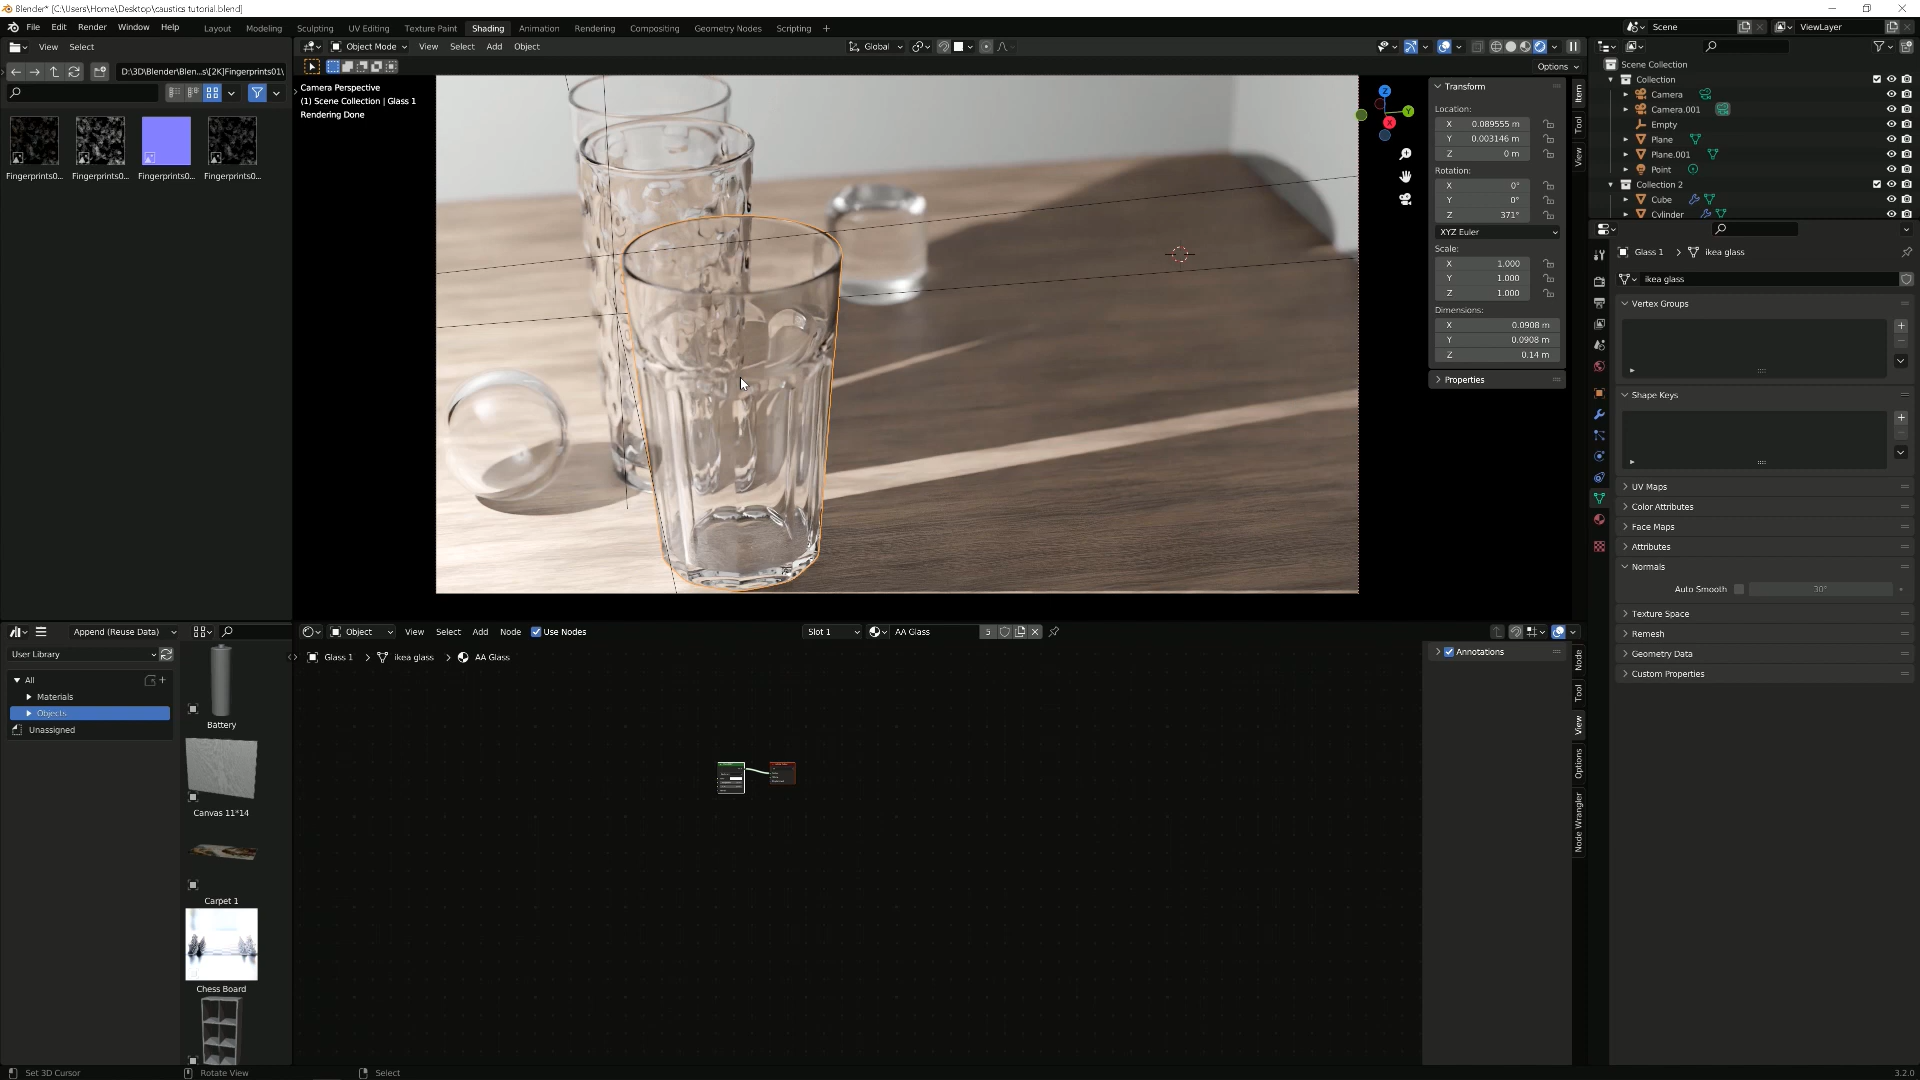 Blender* [C:\Users\Home\Desktop\caustics tutorial.blend]
File Edit Render Window Help Layout Modeling Sculpting UV Editing Texture Paint Shading Animation Rendering Compositing Geometry Nodes Scripting + Scene ViewLayer
View Select Object Mode View Select Add Object Global
D:\3D\Blender\Blen...s\[2K]Fingerprints01\ Options
Camera Perspective
(1) Scene Collection | Glass 1
Rendering Done
Fingerprints0... Fingerprints0... Fingerprints0... Fingerprints0...
Z
Y
X
Transform
Location:
X 0.089555 m
Y 0.003146 m
Z 0 m
Rotation:
X 0°
Y 0°
Z 371°
XYZ Euler
Scale:
X 1.000
Y 1.000
Z 1.000
Dimensions:
X 0.0908 m
Y 0.0908 m
Z 0.14 m
Properties
Item
Tool
View
Scene Collection
Collection
Camera
Camera.001
Empty
Plane
Plane.001
Point
Collection 2
Cube
Cylinder
Glass 1 > ikea glass
ikea glass
Vertex Groups
Shape Keys
UV Maps
Color Attributes
Face Maps
Attributes
Normals
Auto Smooth 30°
Texture Space
Remesh
Geometry Data
Custom Properties
Append (Reuse Data)
User Library
All
Materials
Objects
Unassigned
Battery
Canvas 11*14
Carpet 1
Chess Board
Object View Select Add Node Use Nodes Slot 1 AA Glass 5
Glass 1 > ikea glass > AA Glass
Annotations
Node
Tool
View
Options
Node Wrangler
Set 3D Cursor Rotate View Select 3.2.0